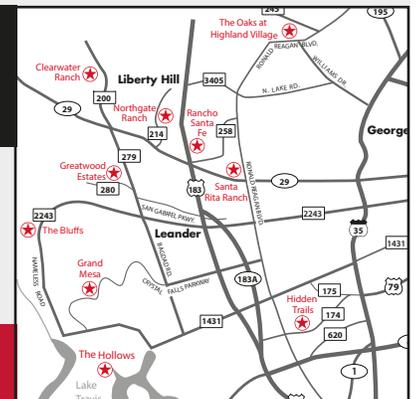 245
195
The Oaks at
Highland Village
RONALD REAGAN BLVD.
WILLIAMS DR.
Clearwater
Ranch
Liberty Hill
3405
N. LAKE RD.
200
29
Northgate
Ranch
Rancho
Santa
Fe
214
258
George
279
Greatwood
Estates
280
183
Santa
Rita Ranch
29
RONALD REAGAN BLVD.
2243
SAN GABRIEL PKWY.
2243
The Bluffs
Leander
35
1431
BAGDAD RD.
NAMELESS ROAD
Grand
Mesa
CRYSTAL FALLS PARKWAY
183A
175
79
Hidden
Trails
174
1431
620
The Hollows
1
Lake
Travis